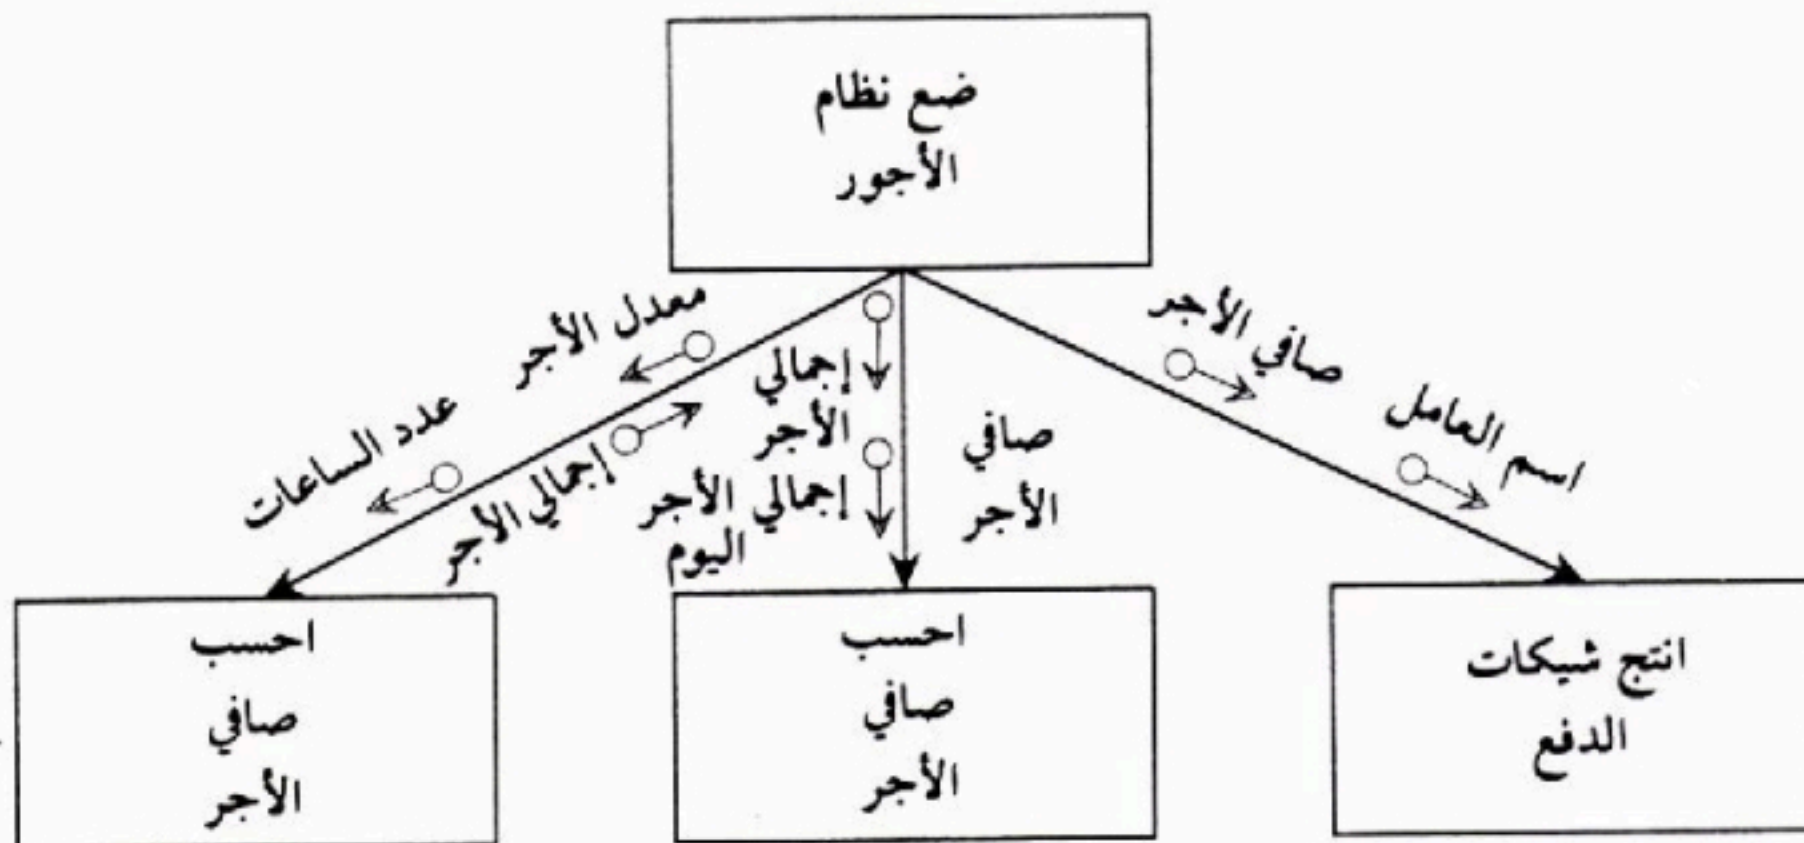 ضع نظام
الأجور
صافي الأجر
اسم العامل
معدل الأجر
عدد الساعات
إجمالي الأجر
إجمالي
الأجر
إجمالي الأجر
اليوم
صافي
الأجر
انتج شيكات
الدفع
احسب
صافي
الأجر
احسب
صافي
الأجر